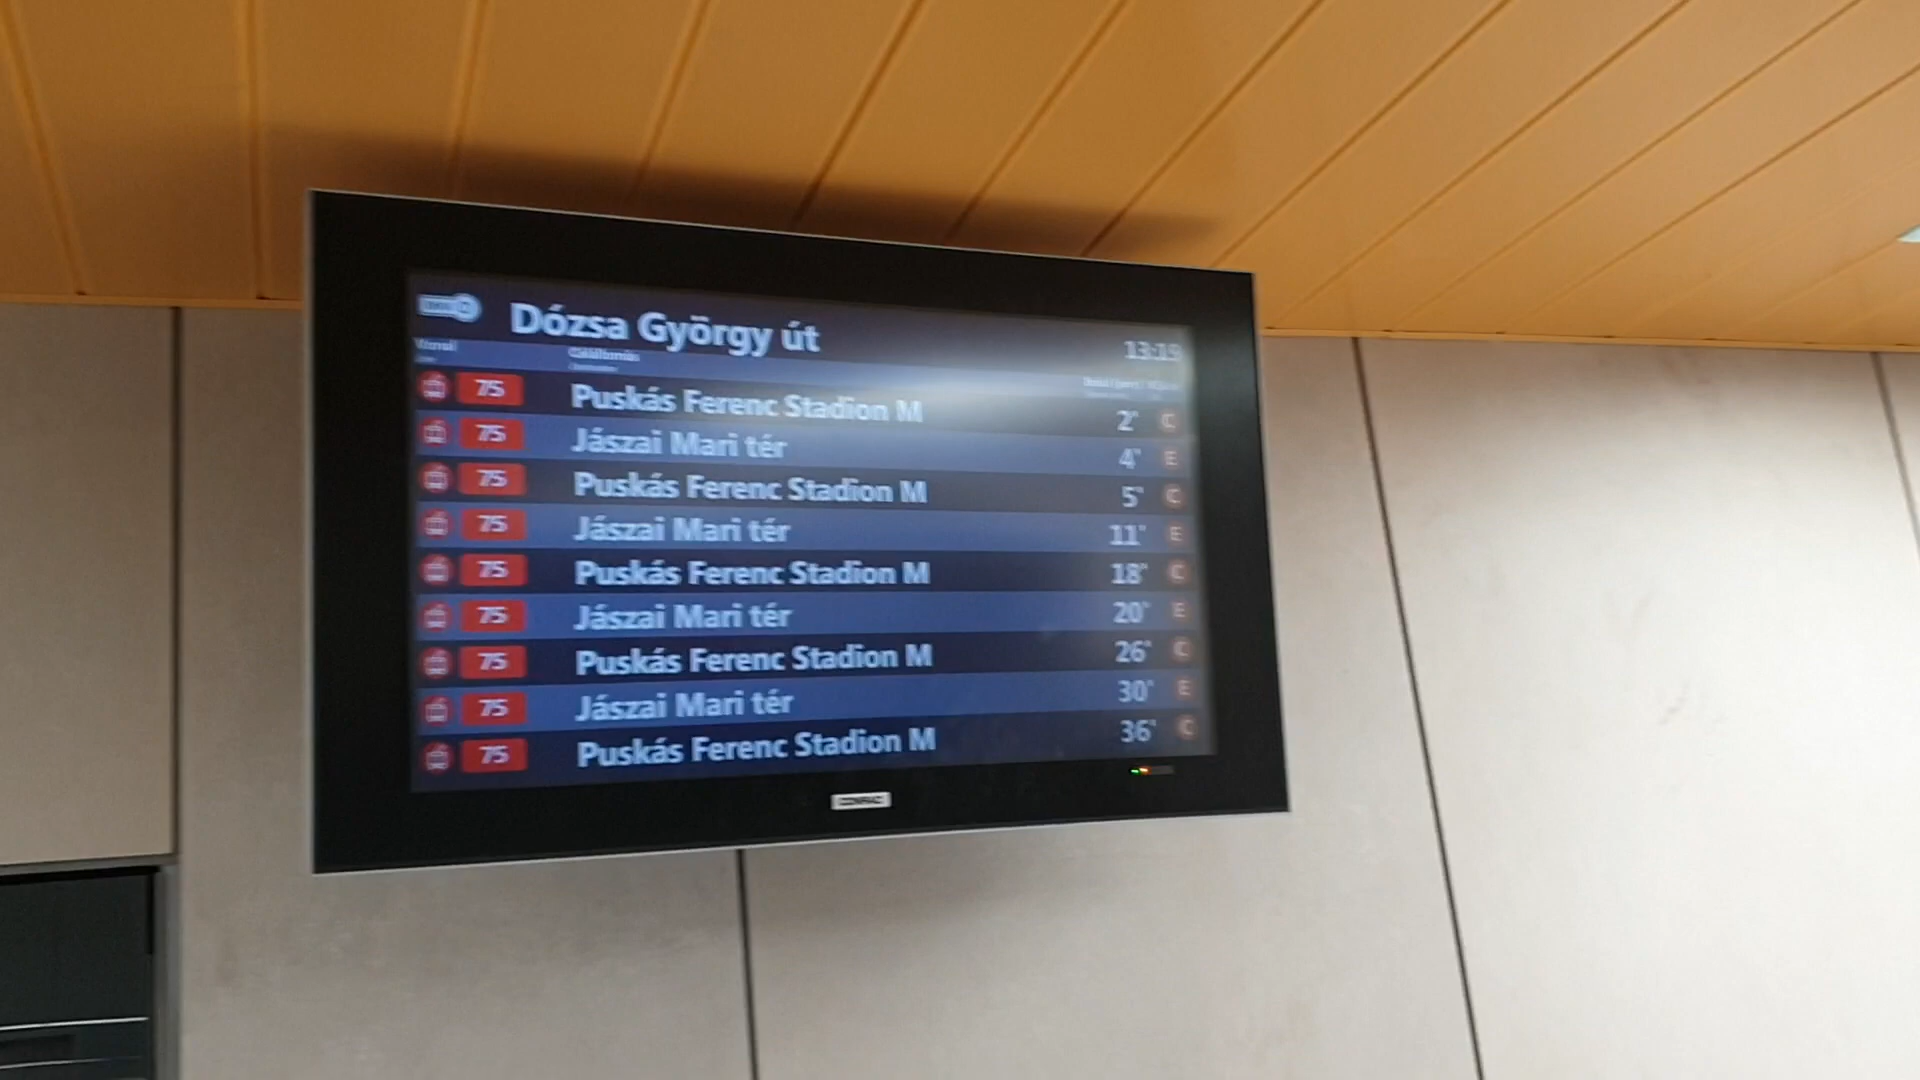 Dózsa György út 13:19
Viszonylat Célállomás
75 Puskás Ferenc Stadion M 2' C
75 Jászai Mari tér 4' E
75 Puskás Ferenc Stadion M 5' C
75 Jászai Mari tér 11' E
75 Puskás Ferenc Stadion M 18' C
75 Jászai Mari tér 20' E
75 Puskás Ferenc Stadion M 26' C
75 Jászai Mari tér 30' E
75 Puskás Ferenc Stadion M 36' C